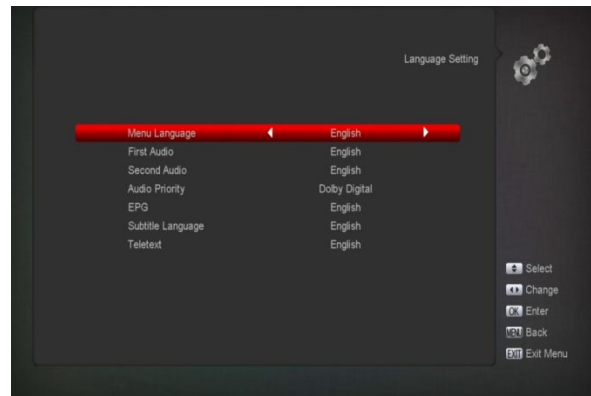 Language Setting
Menu Language English
First Audio English
Second Audio English
Audio Priority Dolby Digital
EPG English
Subtitle Language English
Teletext English
Select
Change
OK Enter
MENU Back
EXIT Exit Menu